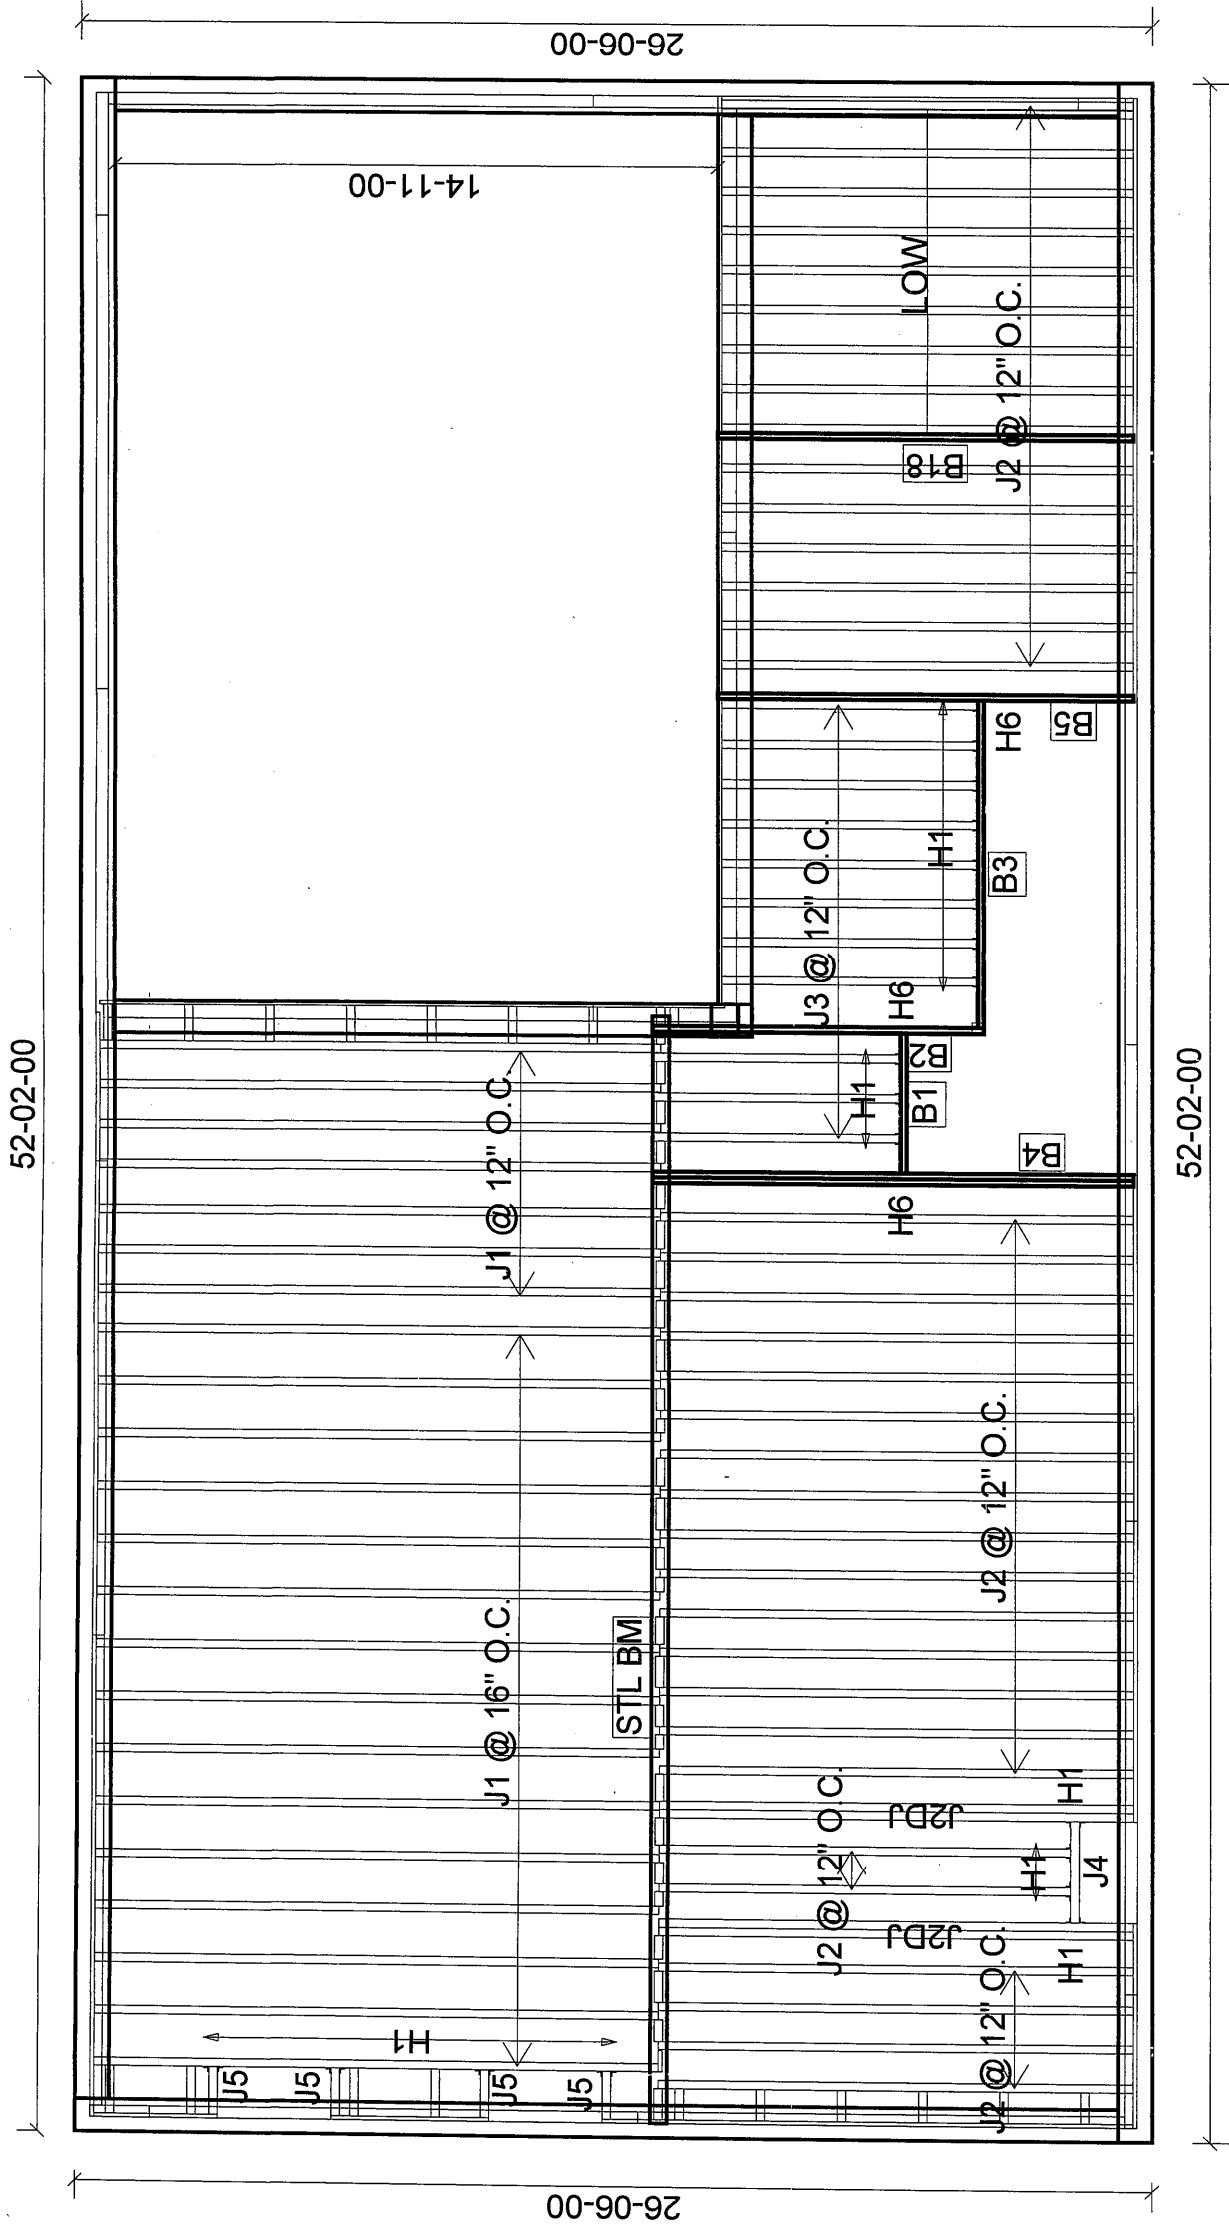 26-06-00
52-02-00
14-11-00
LOW
J2 @ 12" O.C.
B18
H6
B5
J3 @ 12" O.C.
H1
B3
H6
B2
H1
B1
B4
J1 @ 12" O.C.
H6
J2 @ 12" O.C.
52-02-00
J1 @ 16" O.C.
STL BM
J2 @ 12" O.C.
J2DJ
H1
H1
J4
J2DJ
H1
J2 @ 12" O.C.
H1
J5
J5
J5
J5
26-06-00